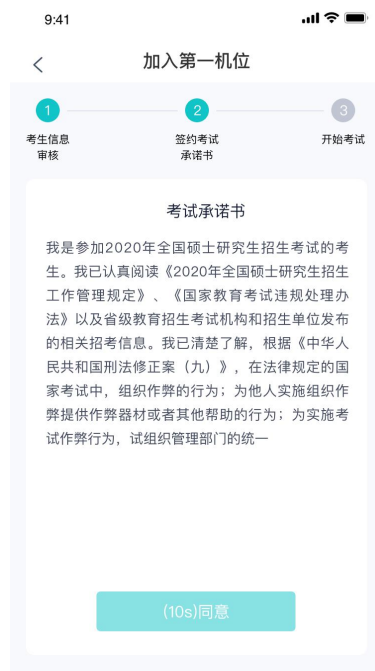 9:41
加入第一机位
1
2
3
考生信息
审核
签约考试
承诺书
开始考试
考试承诺书
我是参加2020年全国硕士研究生招生考试的考
生。我已认真阅读《2020年全国硕士研究生招生
工作管理规定》、《国家教育考试违规处理办
法》以及省级教育招生考试机构和招生单位发布
的相关招考信息。我已清楚了解，根据《中华人
民共和国刑法修正案（九）》，在法律规定的国
家考试中，组织作弊的行为；为他人实施组织作
弊提供作弊器材或者其他帮助的行为；为实施考
试作弊行为，试组织管理部门的统一
(10s)同意